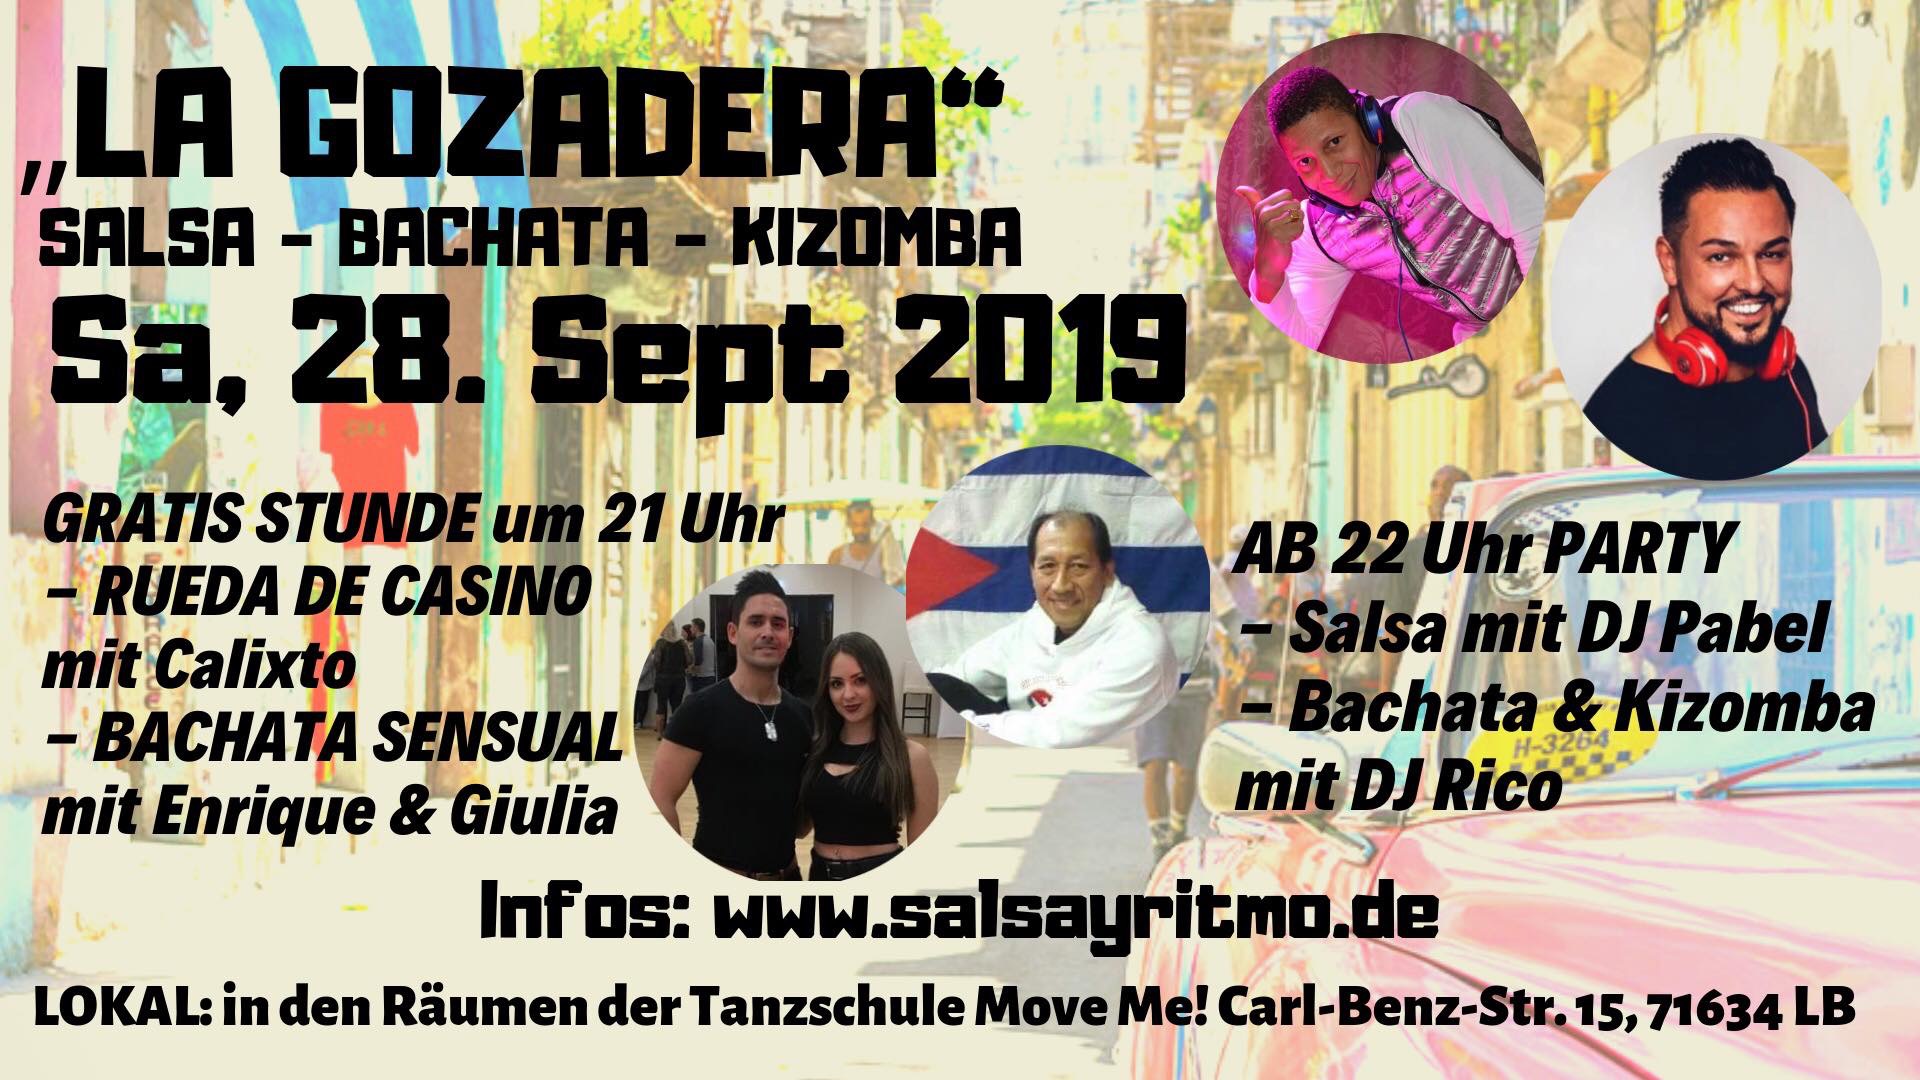 „LA GOZADERA“
SALSA - BACHATA - KIZOMBA
Sa, 28. Sept 2019
GRATIS STUNDE um 21 Uhr
– RUEDA DE CASINO
mit Calixto
– BACHATA SENSUAL
mit Enrique & Giulia
AB 22 Uhr PARTY
– Salsa mit DJ Pabel
– Bachata & Kizomba
mit DJ Rico
H-3264
CUBA
Infos: www.salsayritmo.de
LOKAL: in den Räumen der Tanzschule Move Me! Carl-Benz-Str. 15, 71634 LB